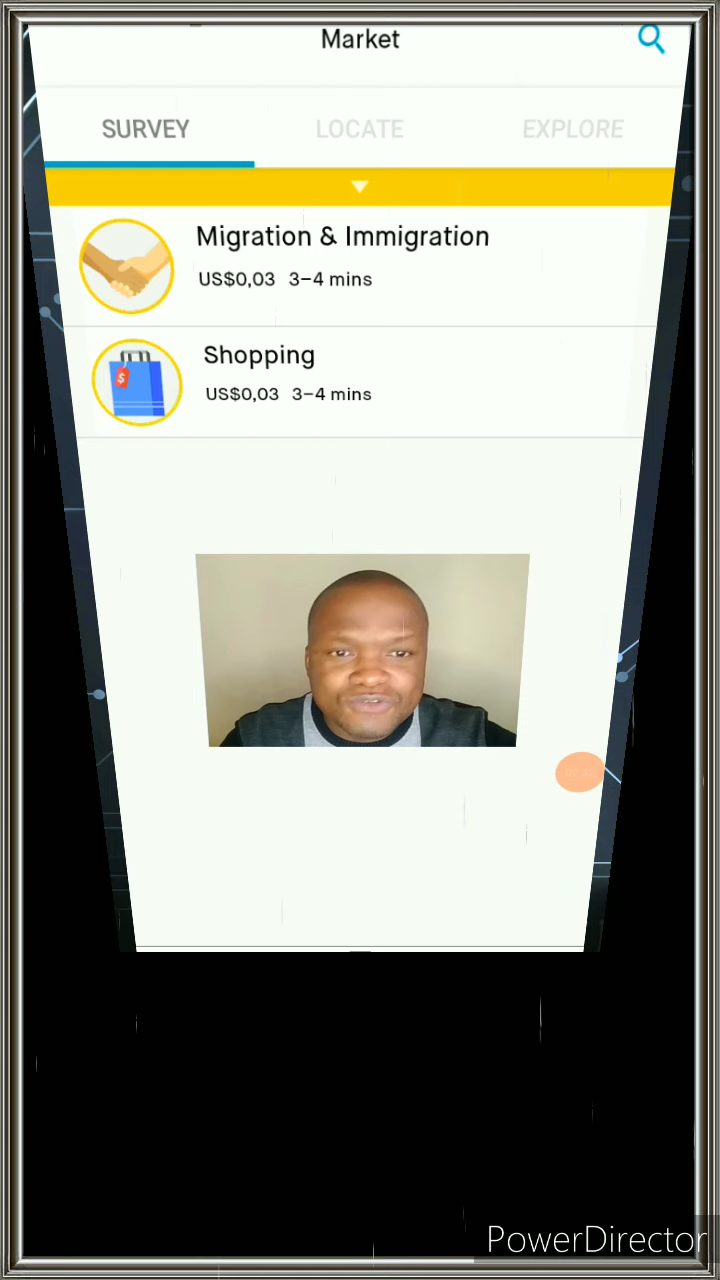 Market
SURVEY LOCATE EXPLORE
Migration & Immigration
US$0,03 3–4 mins
$
Shopping
US$0,03 3–4 mins
PowerDirector